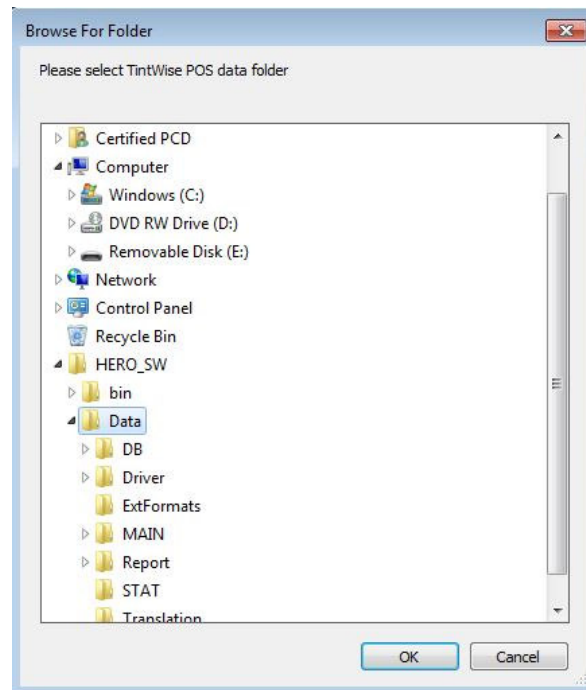 Browse For Folder
Please select TintWise POS data folder
Certified PCD
Computer
Windows (C:)
DVD RW Drive (D:)
Removable Disk (E:)
Network
Control Panel
Recycle Bin
HERO_SW
bin
Data
DB
Driver
ExtFormats
MAIN
Report
STAT
Translation
OK Cancel